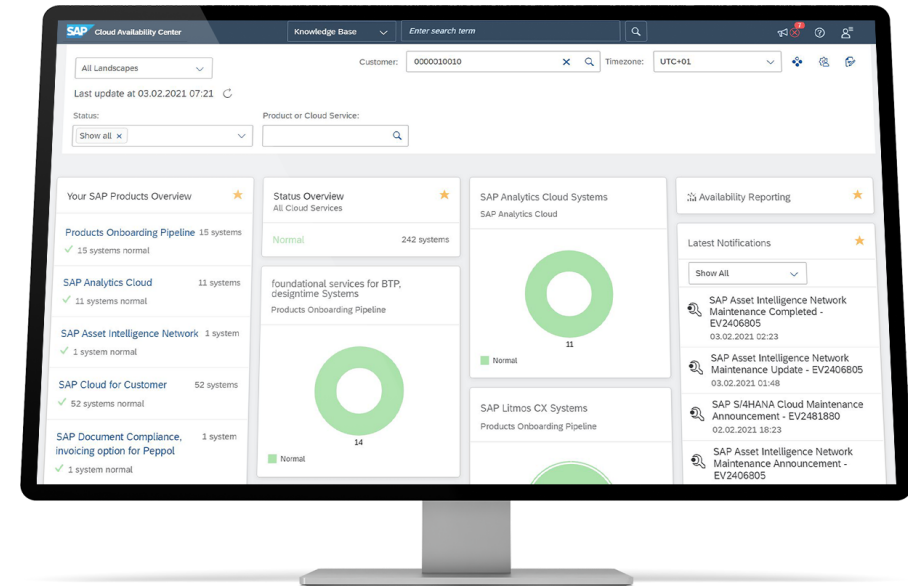 SAP Cloud Availability Center
Knowledge Base
Enter search term
7
All Landscapes
Customer: 0000010010
Timezone: UTC+01
Last update at 03.02.2021 07:21
Status:
Product or Cloud Service:
Show all ×
Your SAP Products Overview
Products Onboarding Pipeline 15 systems
15 systems normal
SAP Analytics Cloud 11 systems
11 systems normal
SAP Asset Intelligence Network 1 system
1 system normal
SAP Cloud for Customer 52 systems
52 systems normal
SAP Document Compliance, 1 system
invoicing option for Peppol
1 system normal
Status Overview
All Cloud Services
Normal 242 systems
foundational services for BTP,
designtime Systems
Products Onboarding Pipeline
14
Normal
SAP Analytics Cloud Systems
SAP Analytics Cloud
11
Normal
SAP Litmos CX Systems
Products Onboarding Pipeline
Availability Reporting
Latest Notifications
Show All
SAP Asset Intelligence Network
Maintenance Completed -
EV2406805
03.02.2021 02:23
SAP Asset Intelligence Network
Maintenance Update - EV2406805
03.02.2021 01:48
SAP S/4HANA Cloud Maintenance
Announcement - EV2481880
02.02.2021 18:23
SAP Asset Intelligence Network
Maintenance Announcement -
EV2406805